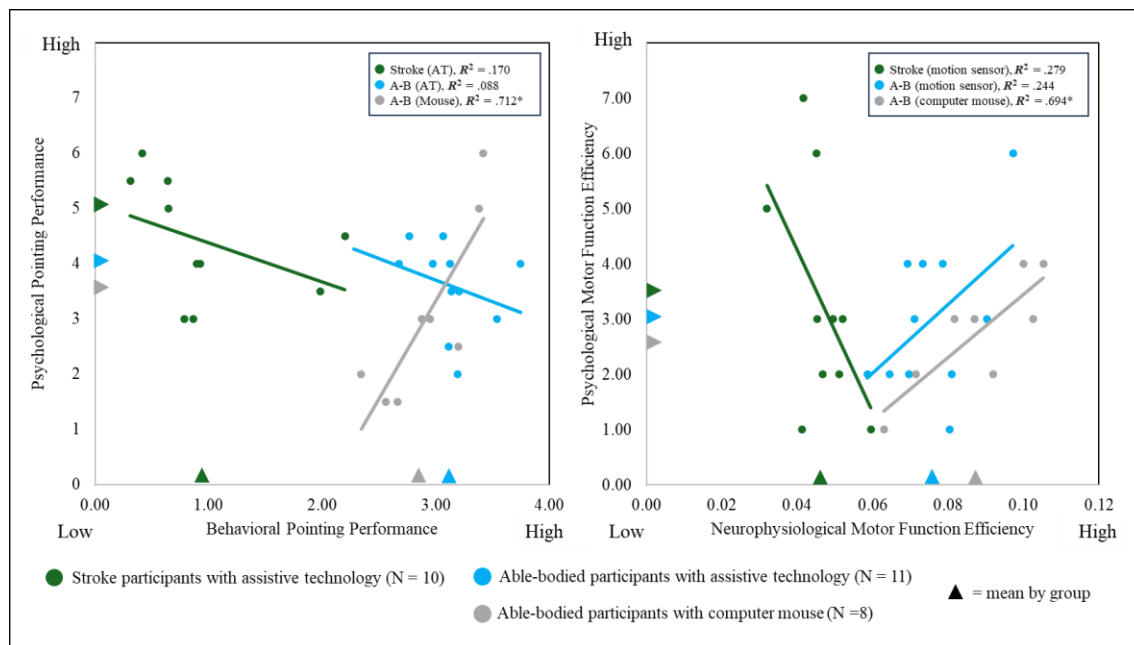 High
Stroke (AT), R² = .170
A-B (AT), R² = .088
A-B (Mouse), R² = .712*
7
6
5
4
3
2
1
0
Psychological Pointing Performance
0.00
1.00
2.00
3.00
4.00
Low
Behavioral Pointing Performance
High
High
Stroke (motion sensor), R² = .279
A-B (motion sensor), R² = .244
A-B (computer mouse), R² = .694*
7.00
6.00
5.00
4.00
3.00
2.00
1.00
0.00
Psychological Motor Function Efficiency
0.00
0.02
0.04
0.06
0.08
0.10
0.12
Low
Neurophysiological Motor Function Efficiency
High
Stroke participants with assistive technology (N = 10)
Able-bodied participants with assistive technology (N = 11)
Able-bodied participants with computer mouse (N =8)
= mean by group